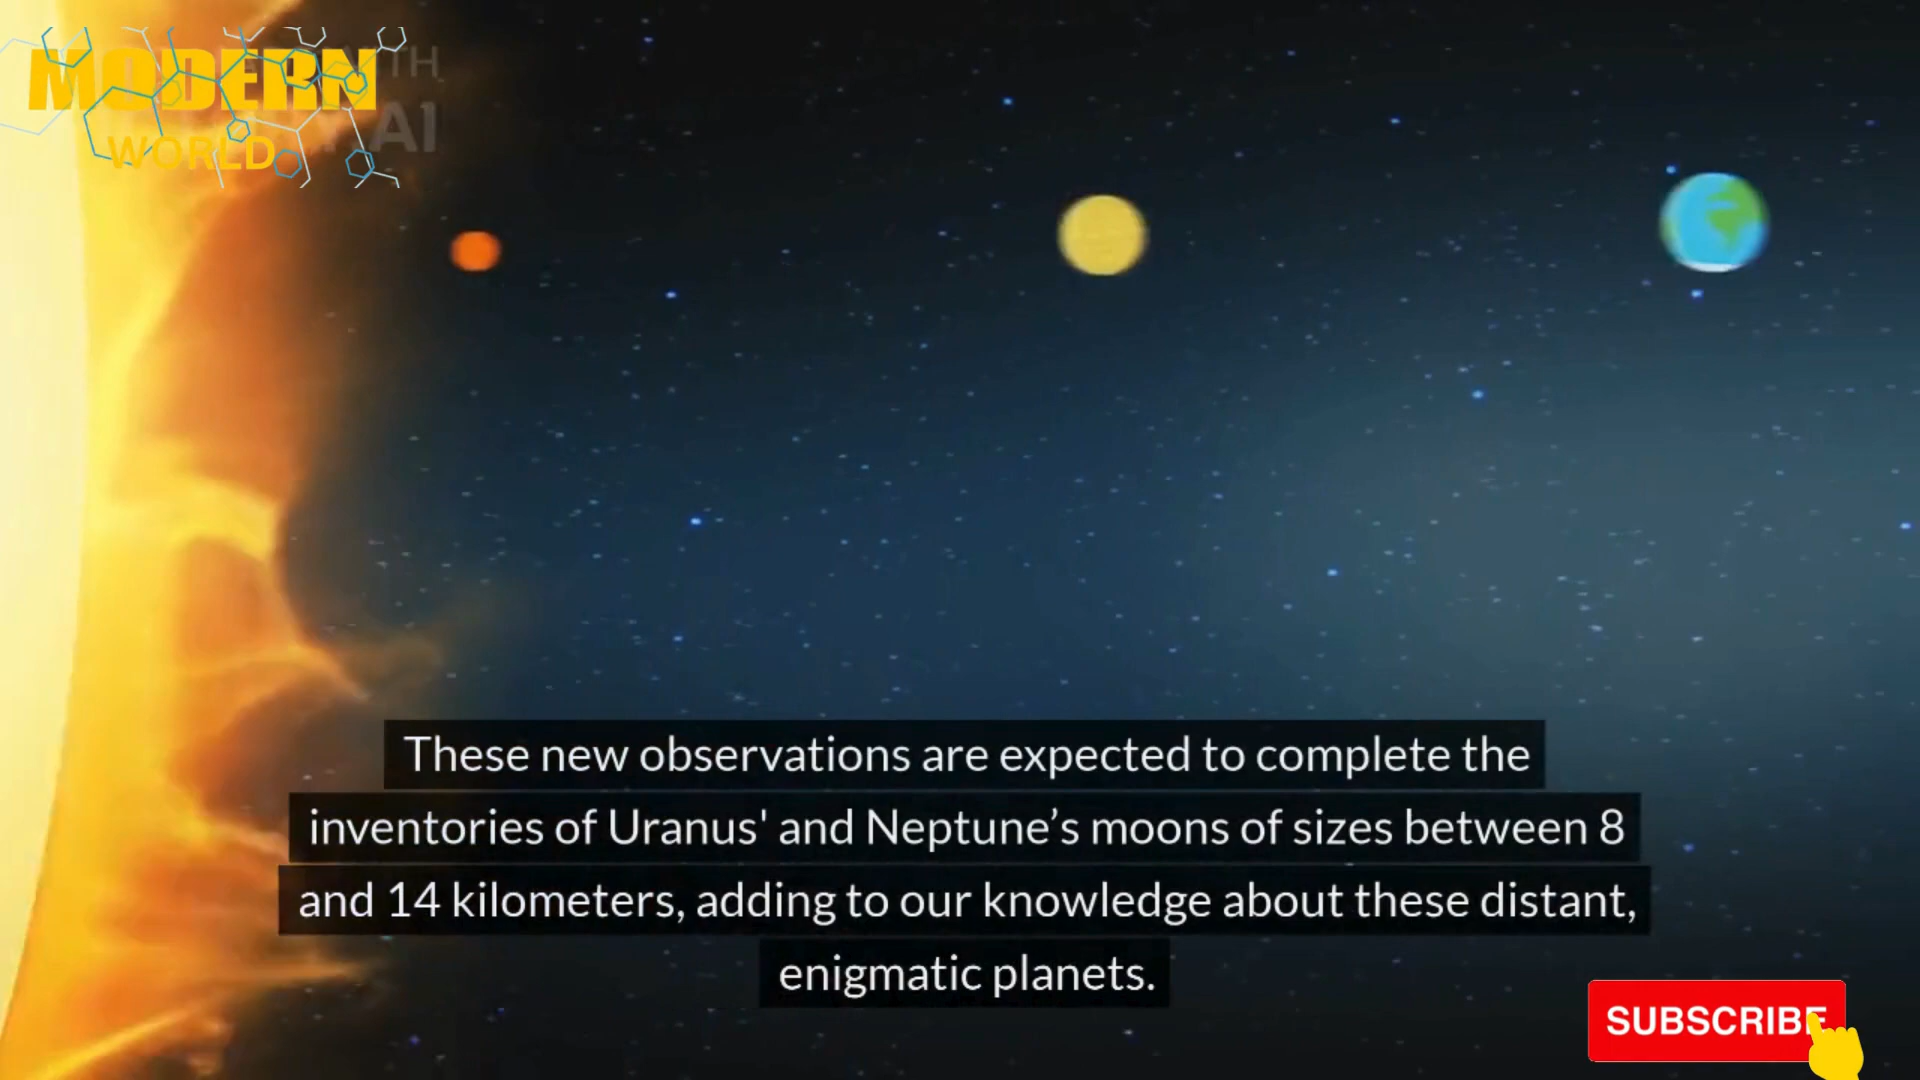 MODERN
WORLD
These new observations are expected to complete the
inventories of Uranus' and Neptune’s moons of sizes between 8
and 14 kilometers, adding to our knowledge about these distant,
enigmatic planets.
SUBSCRIBE